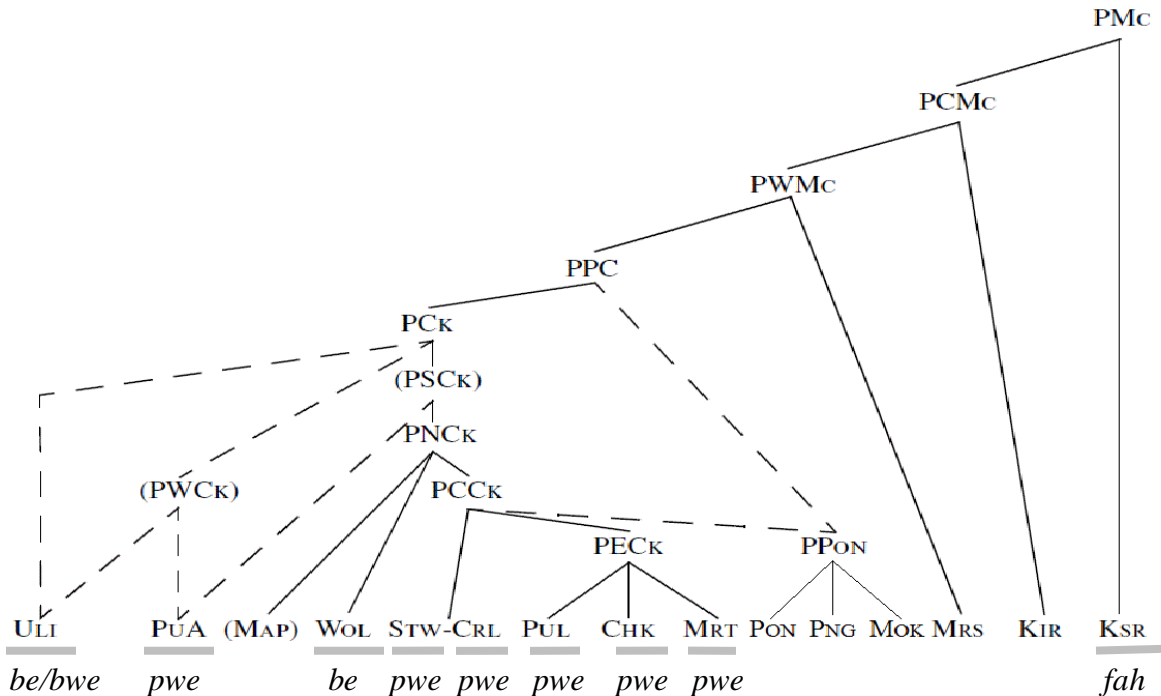 PMC
PCMC
PWMC
PPC
PCK
(PSCK)
PNCK
(PWCK)
PCCK
PECK
PPON
ULI PUA (MAP) WOL STW-CRL PUL CHK MRT PON PNG MOK MRS KIR KSR
be/bwe pwe be pwe pwe pwe pwe pwe fah